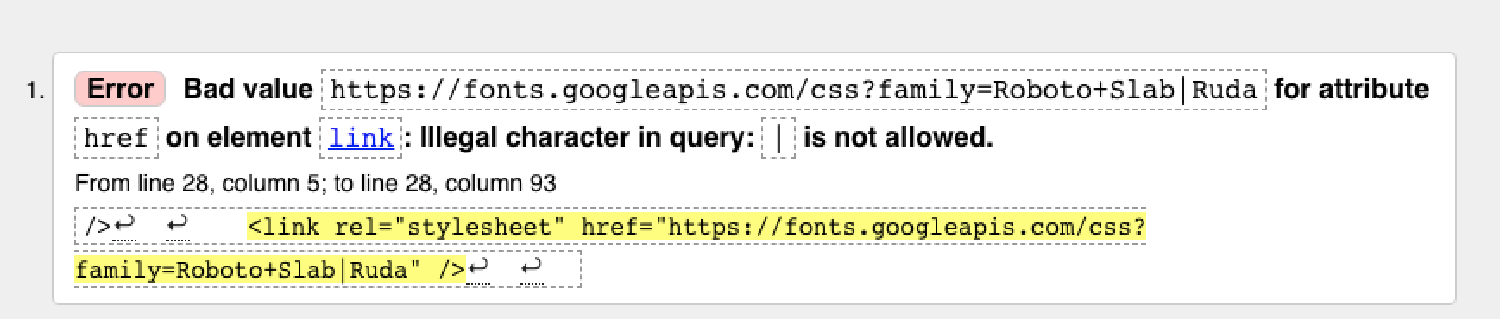 1. Error Bad value https://fonts.googleapis.com/css?family=Roboto+Slab|Ruda for attribute
href on element link: Illegal character in query: | is not allowed.
From line 28, column 5; to line 28, column 93
/>↩ ↩ <link rel="stylesheet" href="https://fonts.googleapis.com/css?
family=Roboto+Slab|Ruda" />↩ ↩